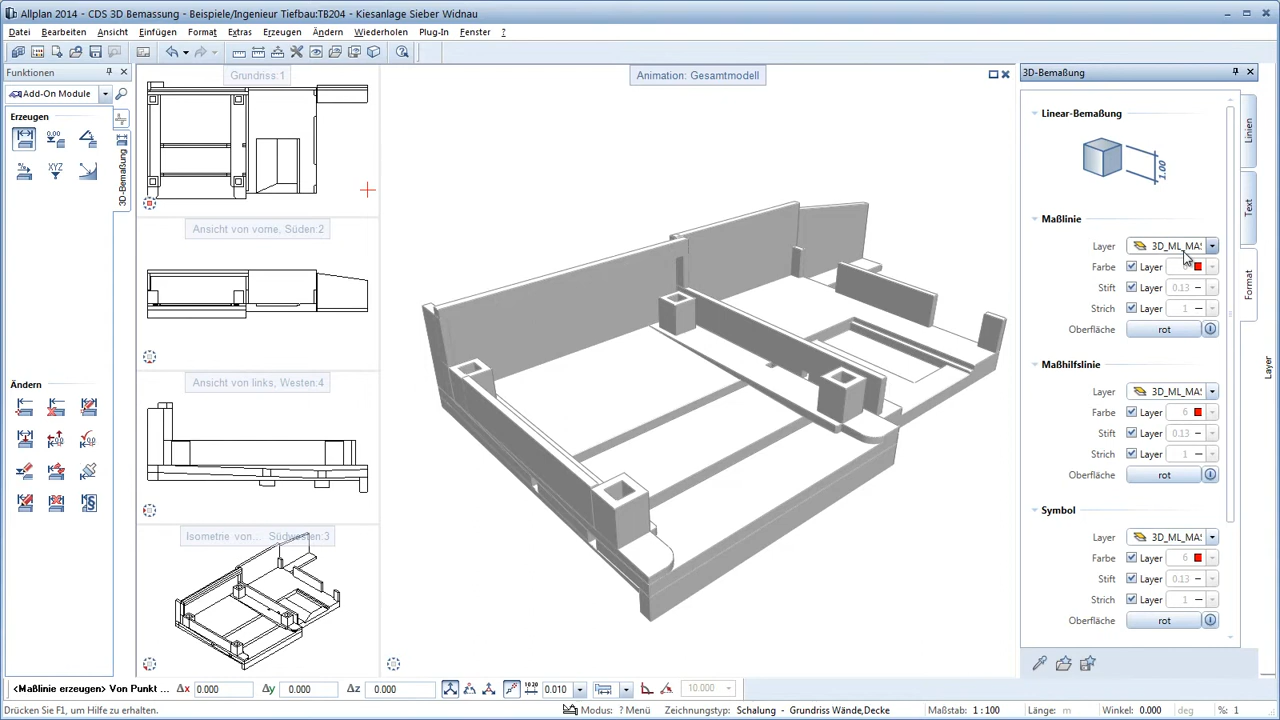 Allplan 2014 - CDS 3D Bemassung - Beispiele/Ingenieur Tiefbau:TB204 - Kiesanlage Sieber Widnau
Datei Bearbeiten Ansicht Einfügen Format Extras Erzeugen Ändern Wiederholen Plug-In Fenster ?
Funktionen
Add-On Module
Erzeugen
0.00
XYZ
3D-Bemaßung
Ändern
Grundriss:1
Ansicht von vorne, Süden:2
Ansicht von links, Westen:4
Isometrie von... Südwesten:3
Animation: Gesamtmodell
3D-Bemaßung
Linear-Bemaßung
1.00
Maßlinie
Layer 3D_ML_MAS
Farbe Layer 6
Stift Layer 0.13
Strich Layer 1
Oberfläche rot
Maßhilfslinie
Layer 3D_ML_MAS
Farbe Layer 6
Stift Layer 0.13
Strich Layer 1
Oberfläche rot
Symbol
Layer 3D_ML_MAS
Farbe Layer 6
Stift Layer 0.13
Strich Layer 1
Oberfläche rot
Linien
Text
Format
Layer
<Maßlinie erzeugen> Von Punkt ... Δx 0.000 Δy 0.000 Δz 0.000 0.010 10.000
Drücken Sie F1, um Hilfe zu erhalten. Modus: ? Menü Zeichnungstyp: Schalung - Grundriss Wände,Decke Maßstab: 1 : 100 Länge: m Winkel: 0.000 deg %: 1